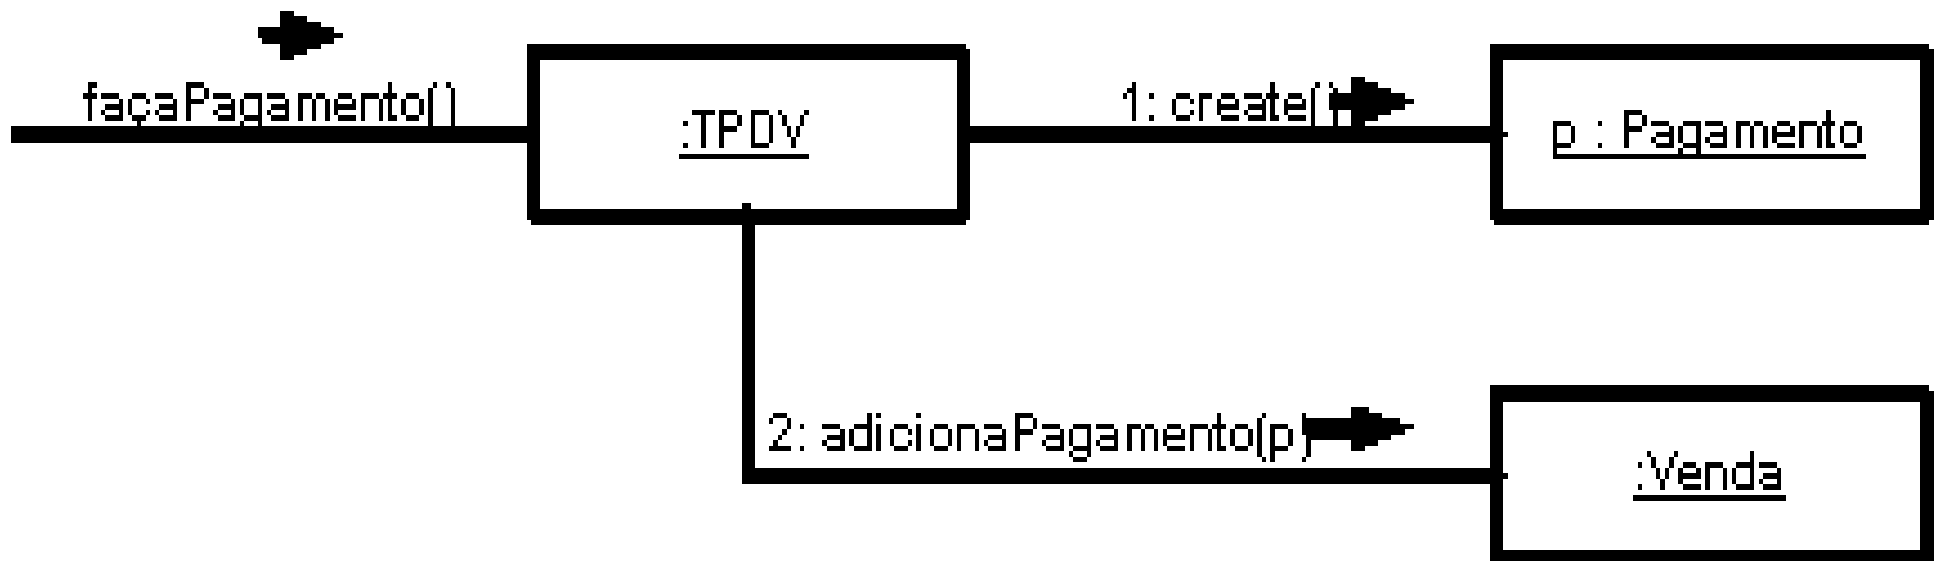 façaPagamento()
:TPDV
1: create()
p : Pagamento
2: adicionaPagamento(p)
:Venda